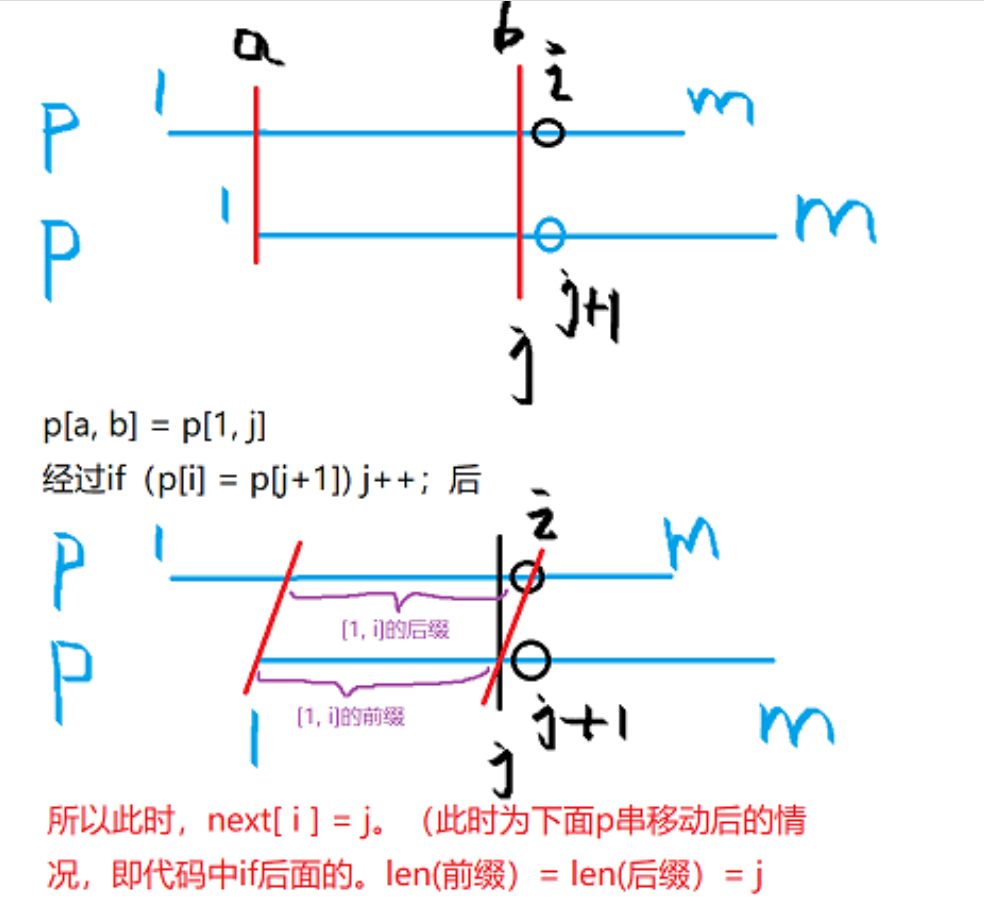 a b i
P 1 m
P 1 m
j j+1
p[a, b] = p[1, j]
经过if（p[i] = p[j+1]) j++；后
i
P 1 m
[1, i]的后缀
P
[1, i]的前缀
1 j j+1 m
所以此时，next[ i ] = j。（此时为下面p串移动后的情
况，即代码中if后面的。len(前缀）= len(后缀）= j